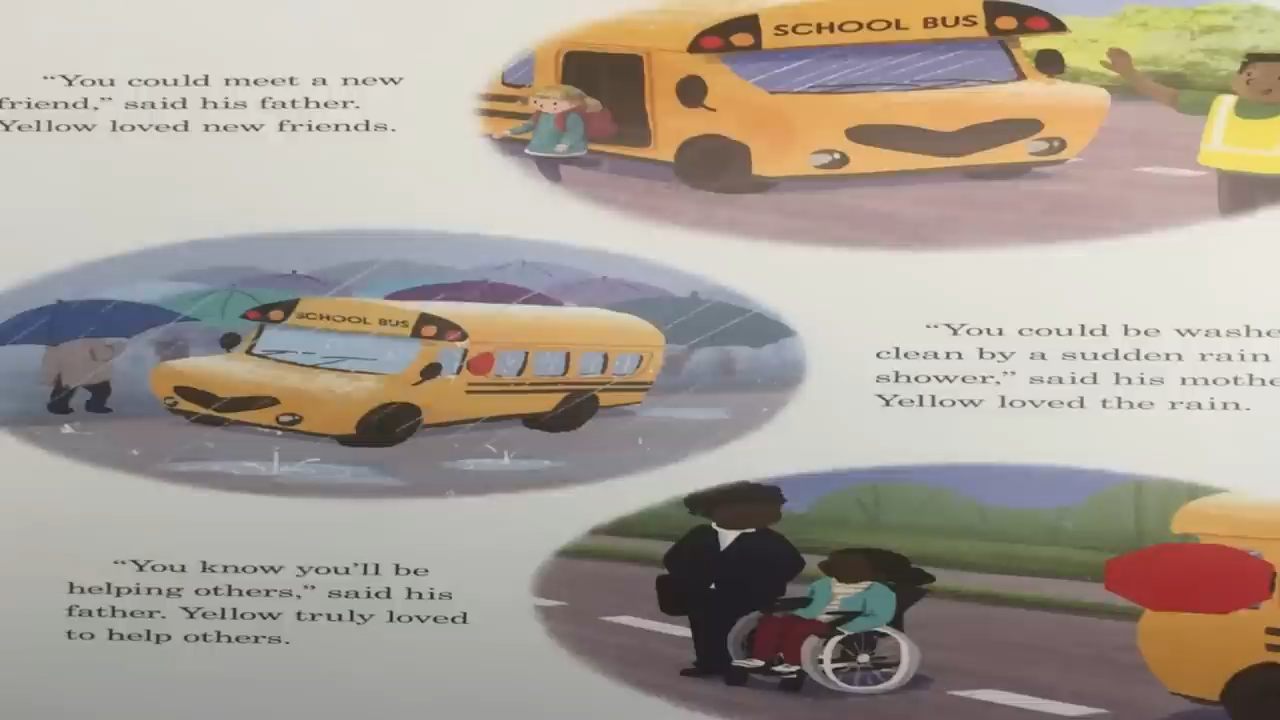 SCHOOL BUS
"You could meet a new
friend," said his father.
Yellow loved new friends.
SCHOOL BUS
"You could be washe
clean by a sudden rain
shower," said his mothe
Yellow loved the rain.
"You know you'll be
helping others," said his
father. Yellow truly loved
to help others.